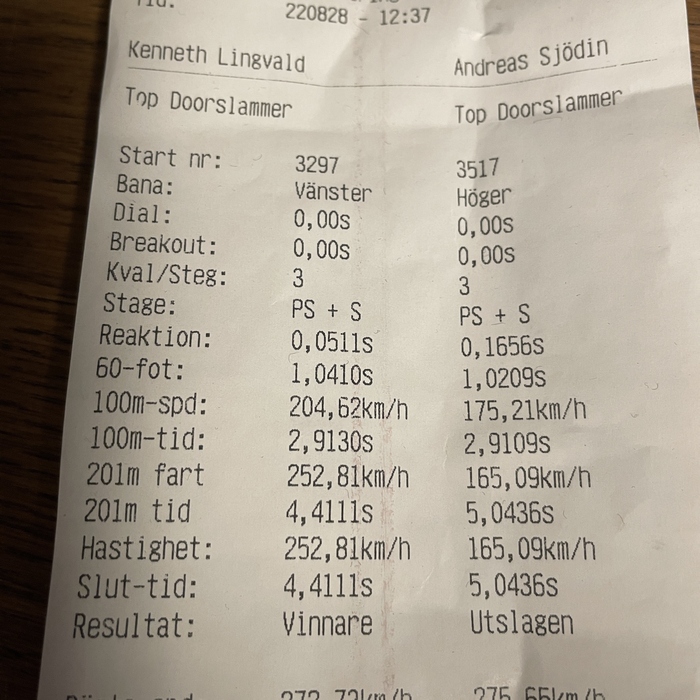 220828 - 12:37
Kenneth Lingvald Andreas Sjödin
Top Doorslammer Top Doorslammer
Start nr: 3297 3517
Bana: Vänster Höger
Dial: 0,00s 0,00s
Breakout: 0,00s 0,00s
Kval/Steg: 3 3
Stage: PS + S PS + S
Reaktion: 0,0511s 0,1656s
60-fot: 1,0410s 1,0209s
100m-spd: 204,62km/h 175,21km/h
100m-tid: 2,9130s 2,9109s
201m fart 252,81km/h 165,09km/h
201m tid 4,4111s 5,0436s
Hastighet: 252,81km/h 165,09km/h
Slut-tid: 4,4111s 5,0436s
Resultat: Vinnare Utslagen